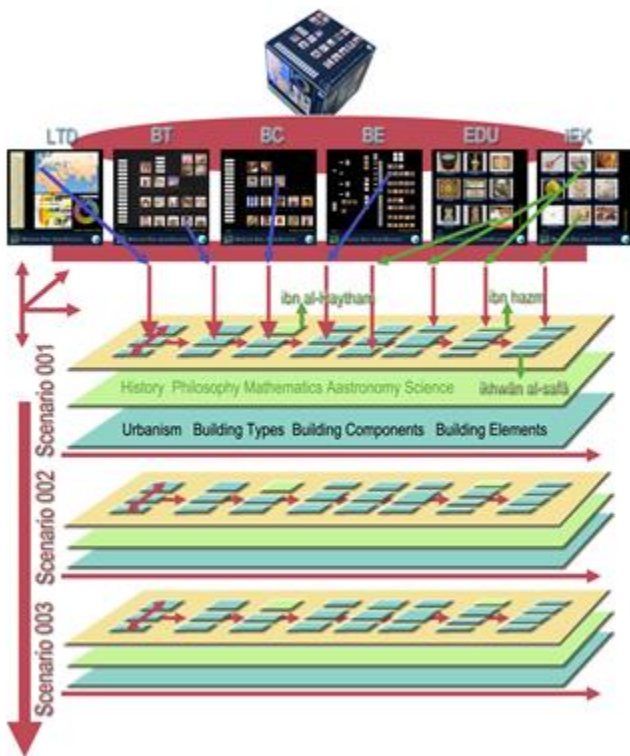 LTD BT BC BE EDU IEK
ibn al-Haytham ibn hazm
History Philosophy Mathematics Aastronomy Science
ikhwān al-safā
Urbanism Building Types Building Components Building Elements
Scenario 001
Scenario 002
Scenario 003